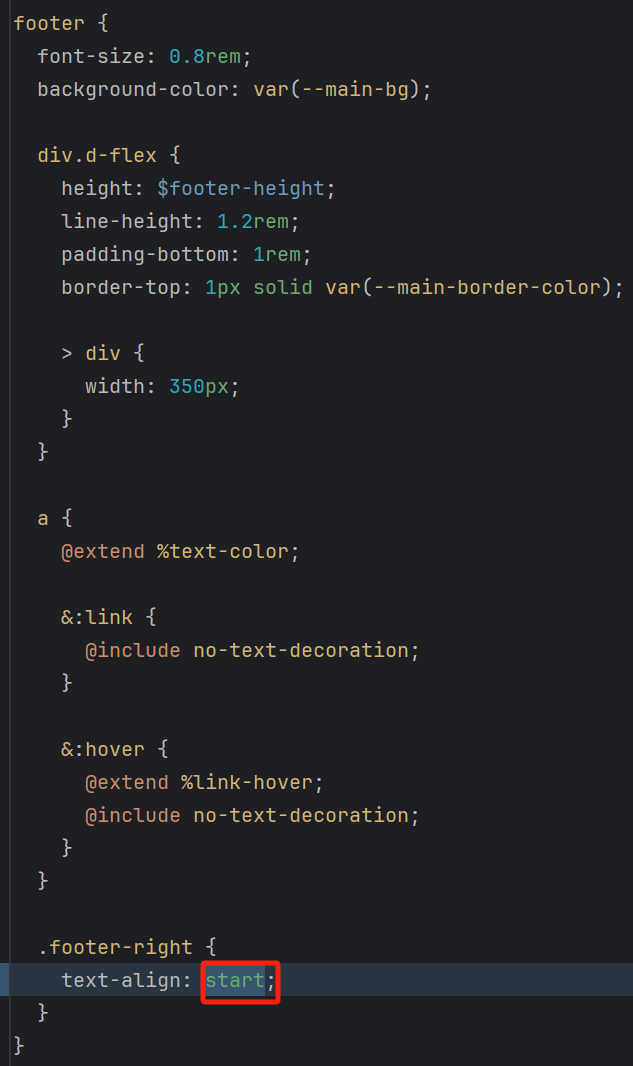 footer {
  font-size: 0.8rem;
  background-color: var(--main-bg);

  div.d-flex {
    height: $footer-height;
    line-height: 1.2rem;
    padding-bottom: 1rem;
    border-top: 1px solid var(--main-border-color);

    > div {
      width: 350px;
    }
  }

  a {
    @extend %text-color;

    &:link {
      @include no-text-decoration;
    }

    &:hover {
      @extend %link-hover;
      @include no-text-decoration;
    }
  }

  .footer-right {
    text-align: start;
  }
}